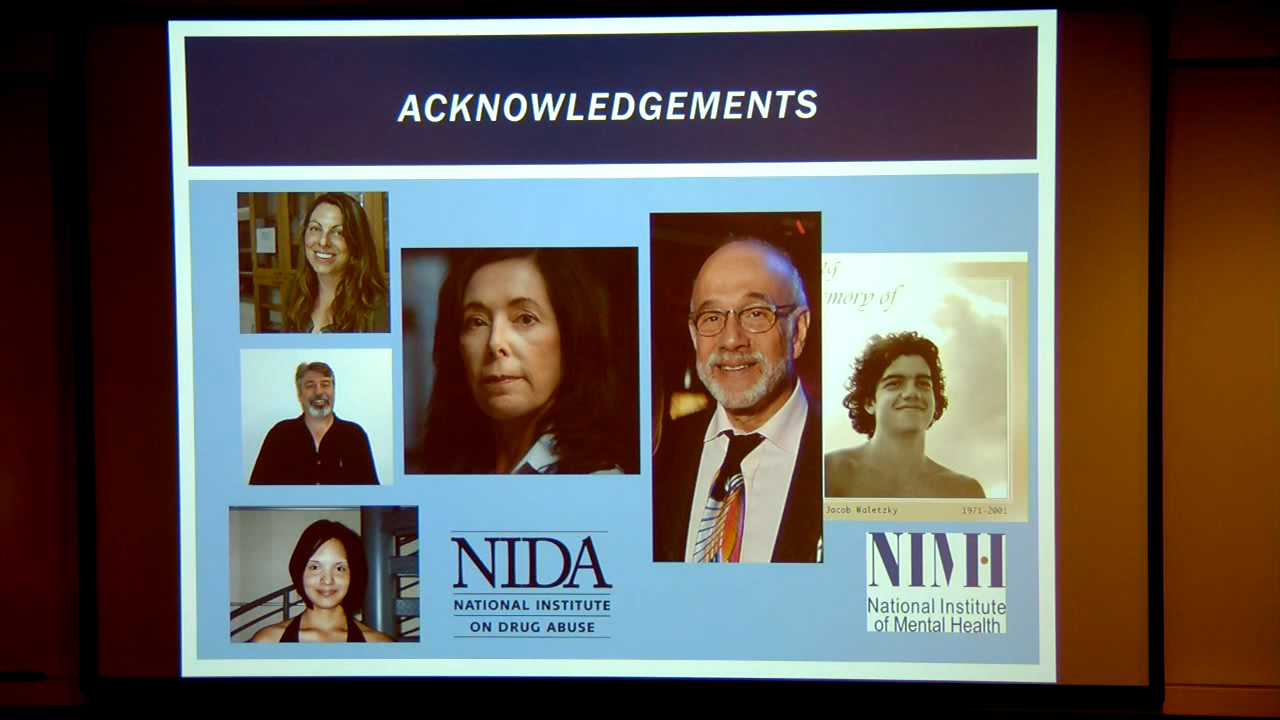 ACKNOWLEDGEMENTS
mory of
Jacob Waletzky 1971-2001
NIDA
NATIONAL INSTITUTE
ON DRUG ABUSE
NIMH
National Institute
of Mental Health